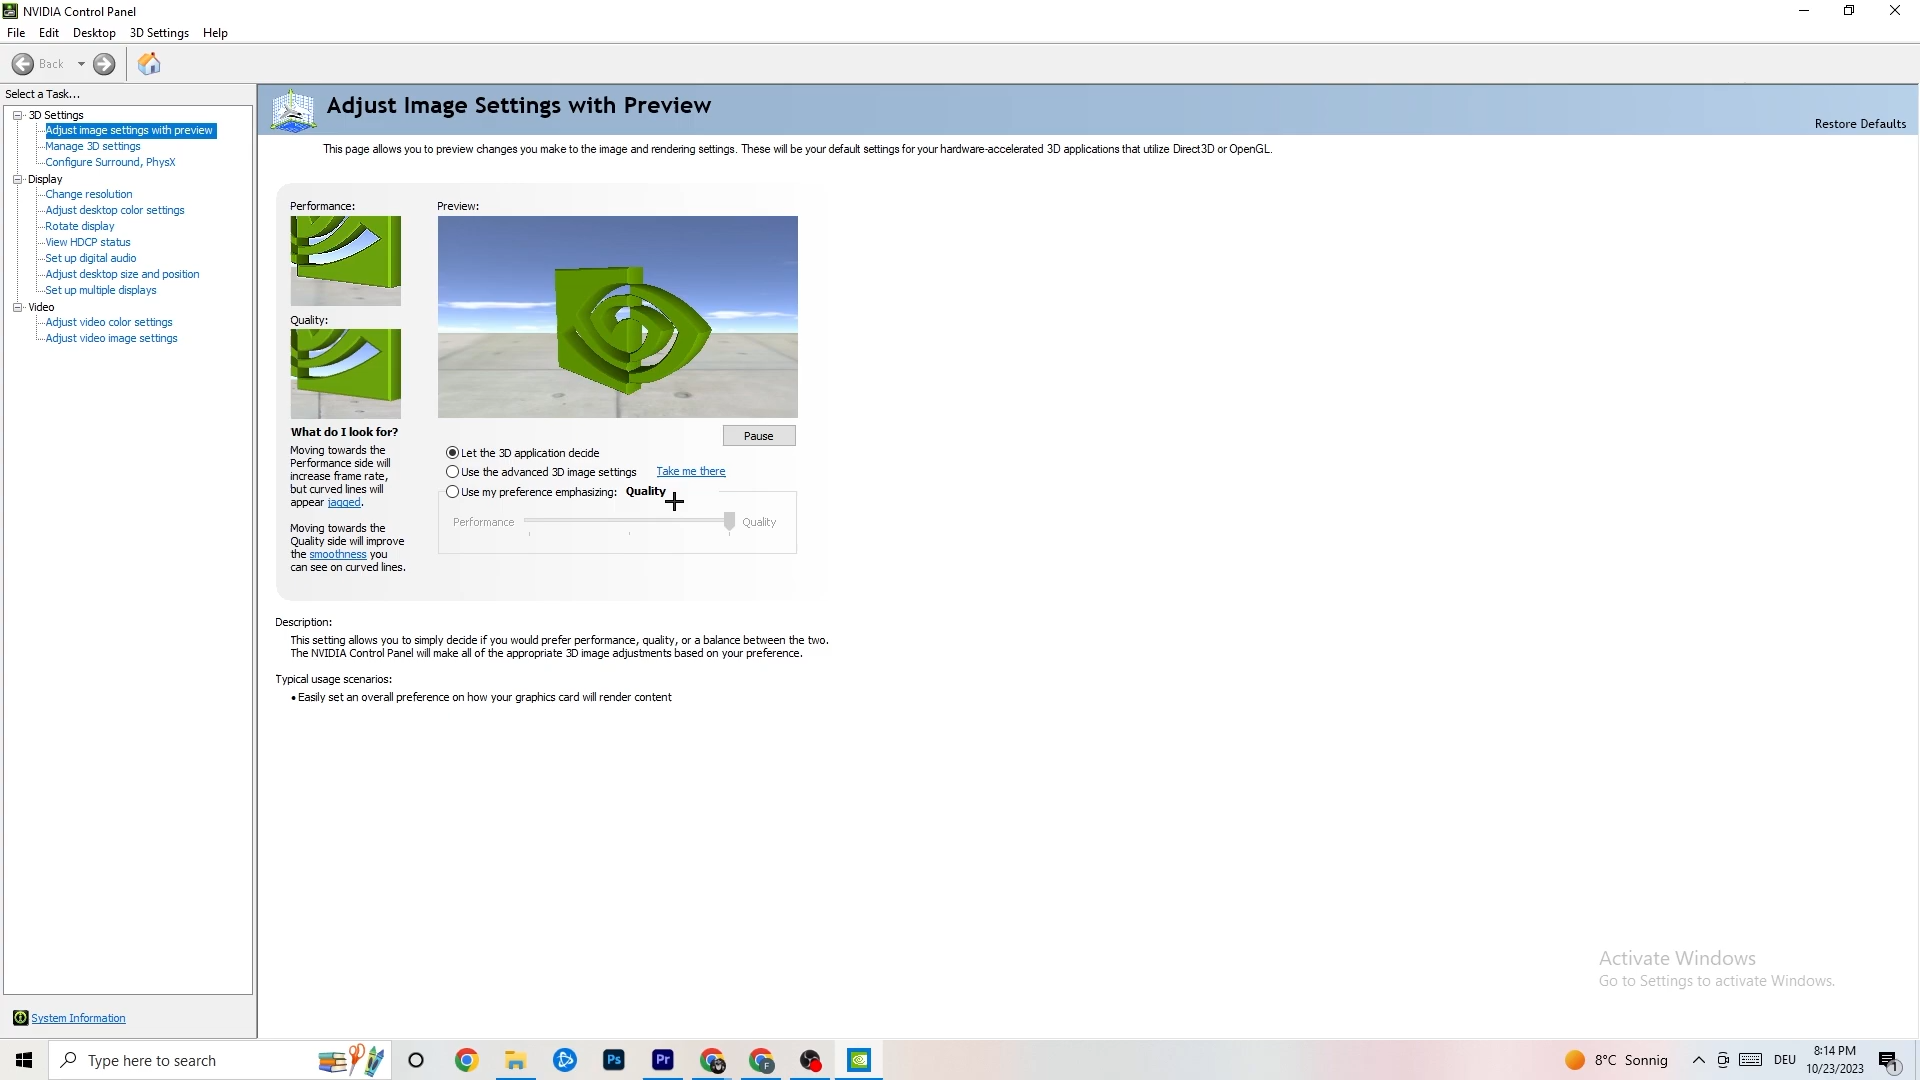 NVIDIA Control Panel
File Edit Desktop 3D Settings Help
Back
Select a Task...
3D Settings
Adjust image settings with preview
Manage 3D settings
Configure Surround, PhysX
Display
Change resolution
Adjust desktop color settings
Rotate display
View HDCP status
Set up digital audio
Adjust desktop size and position
Set up multiple displays
Video
Adjust video color settings
Adjust video image settings
System Information
Adjust Image Settings with Preview
Restore Defaults
This page allows you to preview changes you make to the image and rendering settings. These will be your default settings for your hardware-accelerated 3D applications that utilize Direct3D or OpenGL.
Performance:
Quality:
What do I look for?
Moving towards the
Performance side will
increase frame rate,
but curved lines will
appear jagged.
Moving towards the
Quality side will improve
the smoothness you
can see on curved lines.
Preview:
Pause
Let the 3D application decide
Use the advanced 3D image settings Take me there
Use my preference emphasizing: Quality
Performance Quality
Description:
This setting allows you to simply decide if you would prefer performance, quality, or a balance between the two.
The NVIDIA Control Panel will make all of the appropriate 3D image adjustments based on your preference.
Typical usage scenarios:
• Easily set an overall preference on how your graphics card will render content
Activate Windows
Go to Settings to activate Windows.
Type here to search
Ps
Pr
F
8°C Sonnig
DEU
8:14 PM
10/23/2023
1